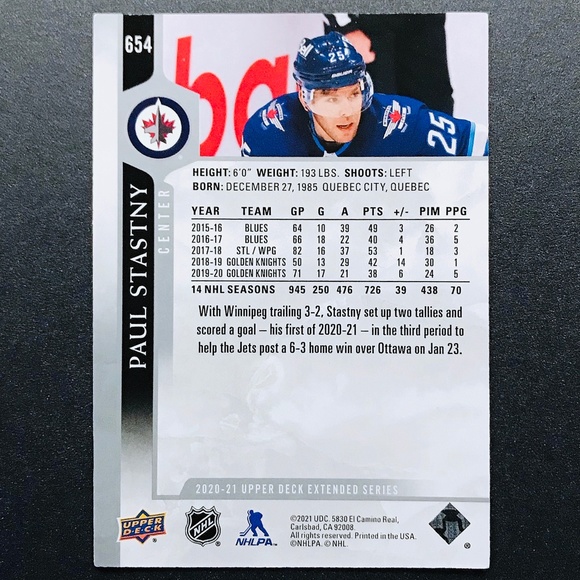 654
25
25
PAUL STASTNY
CENTER
HEIGHT: 6'0" WEIGHT: 193 LBS. SHOOTS: LEFT
BORN: DECEMBER 27, 1985 QUEBEC CITY, QUEBEC
YEAR TEAM GP G A PTS +/- PIM PPG
2015-16 BLUES 64 10 39 49 3 26 2
2016-17 BLUES 66 18 22 40 4 36 5
2017-18 STL / WPG 82 16 37 53 1 18 3
2018-19 GOLDEN KNIGHTS 50 13 29 42 14 30 1
2019-20 GOLDEN KNIGHTS 71 17 21 38 6 24 5
14 NHL SEASONS 945 250 476 726 39 438 70
With Winnipeg trailing 3-2, Stastny set up two tallies and
scored a goal – his first of 2020-21 – in the third period to
help the Jets post a 6-3 home win over Ottawa on Jan 23.
2020-21 UPPER DECK EXTENDED SERIES
UPPER
DECK
NHL
NHLPA
©2021 UDC. 5830 El Camino Real,
Carlsbad, CA 92008.
All rights reserved. Printed in the USA.
©NHLPA. © NHL.